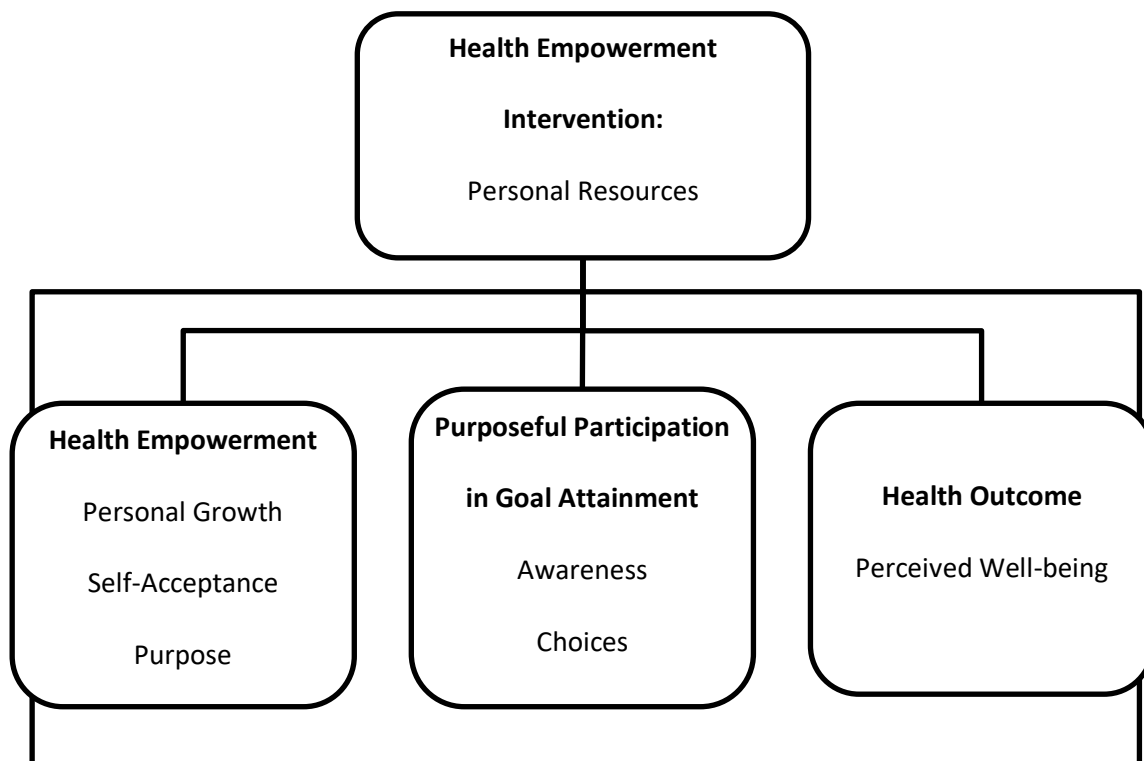 Health Empowerment
Intervention:
Personal Resources
Health Empowerment
Personal Growth
Self-Acceptance
Purpose
Purposeful Participation
in Goal Attainment
Awareness
Choices
Health Outcome
Perceived Well-being